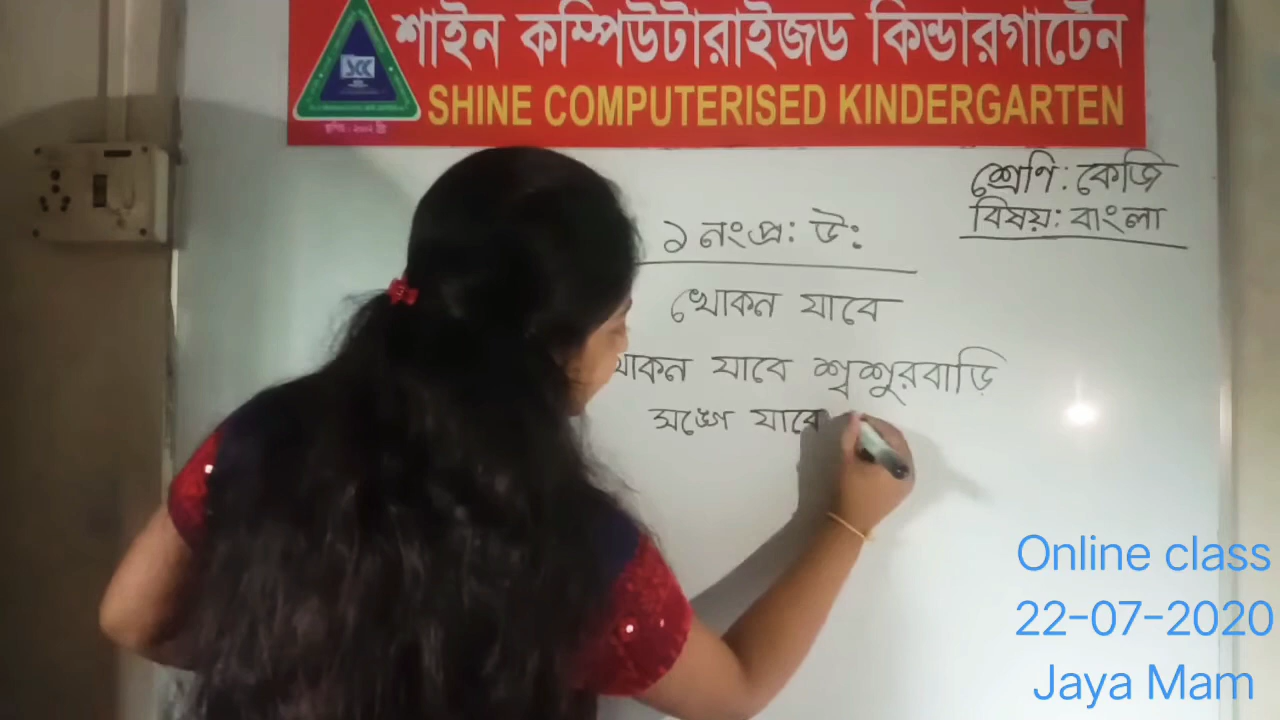 শাইন কম্পিউটারাইজড কিন্ডারগার্টেন
SHINE COMPUTERISED KINDERGARTEN
শ্রেণি: কেজি
বিষয়: বাংলা
১ নং প্র: উ:
খোকন যাবে
যাবে শ্বশুরবাড়ি
সঙ্গে যাবে
Online class
22-07-2020
Jaya Mam